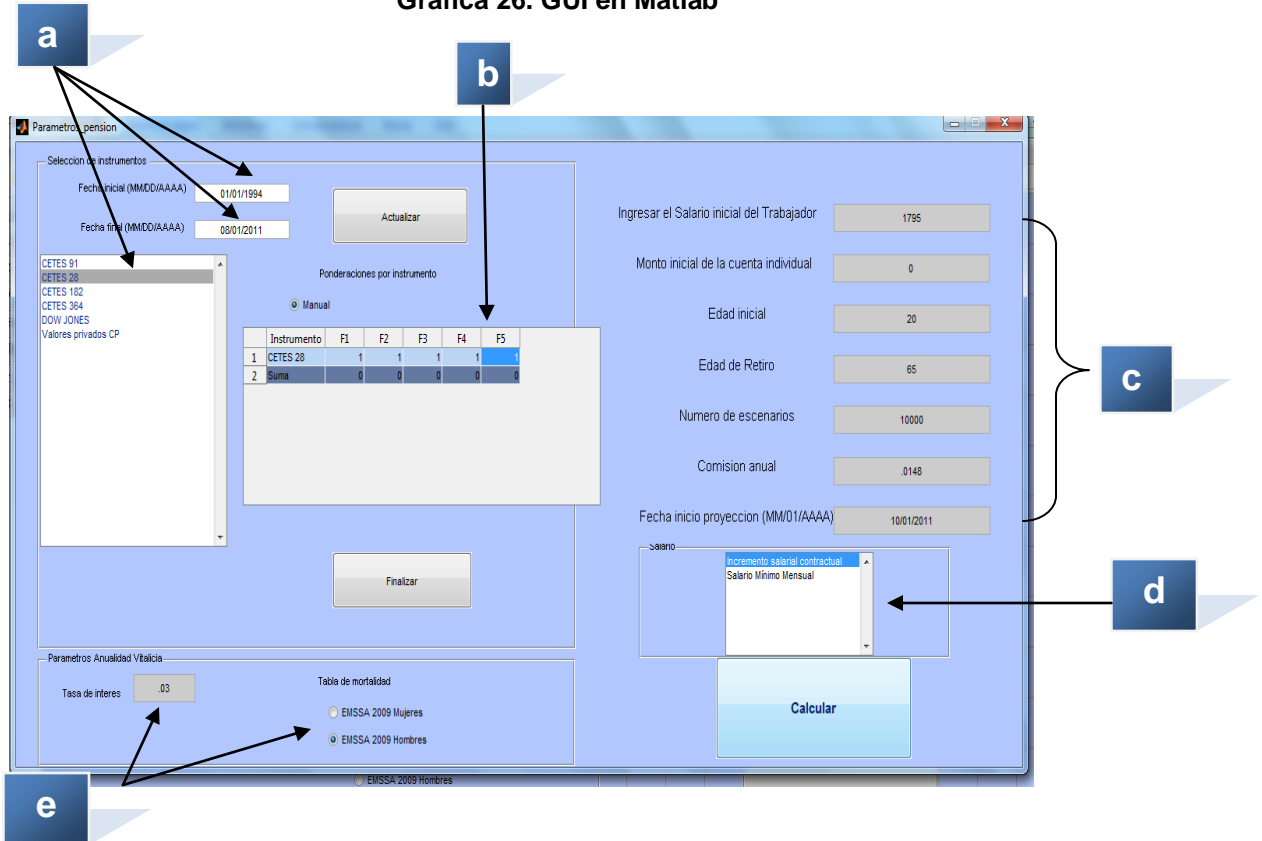 Gráfica 26. GUI en Matlab
a
b
Parametros_pension
Seleccion de instrumentos
Fecha inicial (MM/DD/AAAA)
01/01/1994
Fecha final (MM/DD/AAAA)
08/01/2011
Actualizar
CETES 91
CETES 28
CETES 182
CETES 364
DOW JONES
Valores privados CP
Ponderaciones por instrumento
Manual
Instrumento F1 F2 F3 F4 F5
1 CETES 28 1 1 1 1 1
2 Suma 0 0 0 0 0
Finalizar
Ingresar el Salario inicial del Trabajador 1795
Monto inicial de la cuenta individual 0
Edad inicial 20
Edad de Retiro 65
Numero de escenarios 10000
Comision anual .0148
Fecha inicio proyeccion (MM/01/AAAA) 10/01/2011
c
Salario
Incremento salarial contractual
Salario Mínimo Mensual
d
Calcular
Parametros Anualidad Vitalicia
Tasa de interes .03
Tabla de mortalidad
EMSSA 2009 Mujeres
EMSSA 2009 Hombres
EMSSA 2009 Hombres
e